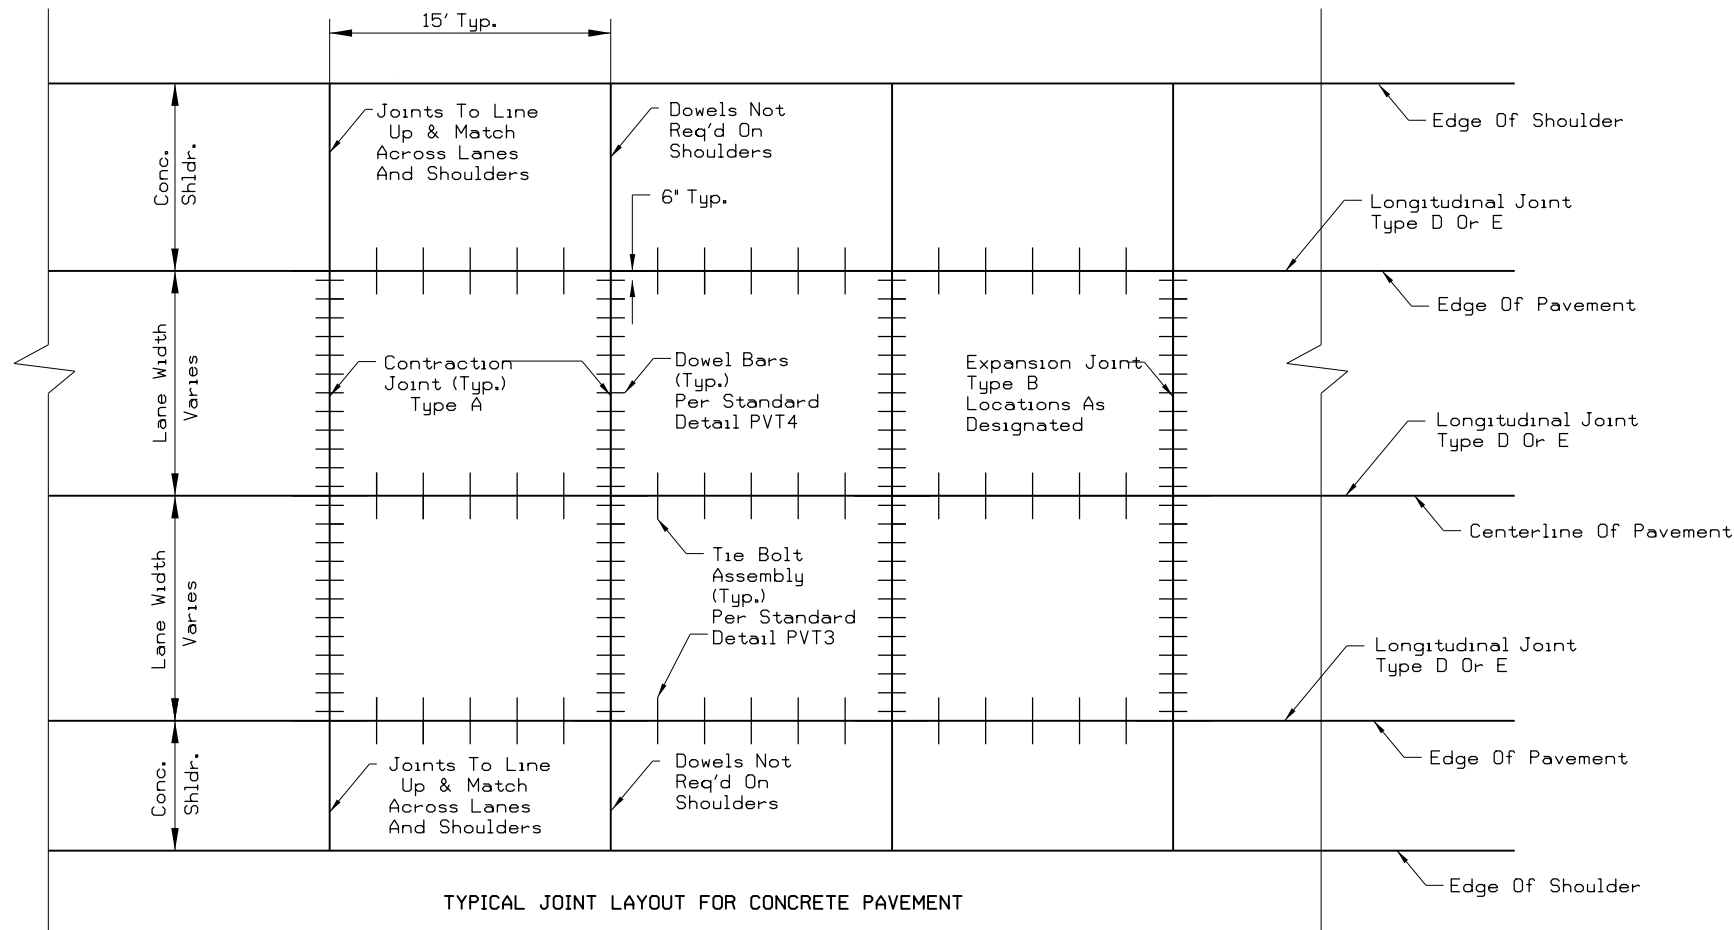 15' Typ.
Joints To Line
Up & Match
Across Lanes
And Shoulders
Dowels Not
Req'd On
Shoulders
Edge Of Shoulder
Conc.
Shldr.
6" Typ.
Longitudinal Joint
Type D Or E
Edge Of Pavement
Lane Width
Varies
Contraction
Joint (Typ.)
Type A
Dowel Bars
(Typ.)
Per Standard
Detail PVT4
Expansion Joint
Type B
Locations As
Designated
Longitudinal Joint
Type D Or E
Centerline Of Pavement
Lane Width
Varies
Tie Bolt
Assembly
(Typ.)
Per Standard
Detail PVT3
Longitudinal Joint
Type D Or E
Conc.
Shldr.
Joints To Line
Up & Match
Across Lanes
And Shoulders
Dowels Not
Req'd On
Shoulders
Edge Of Pavement
Edge Of Shoulder
TYPICAL JOINT LAYOUT FOR CONCRETE PAVEMENT